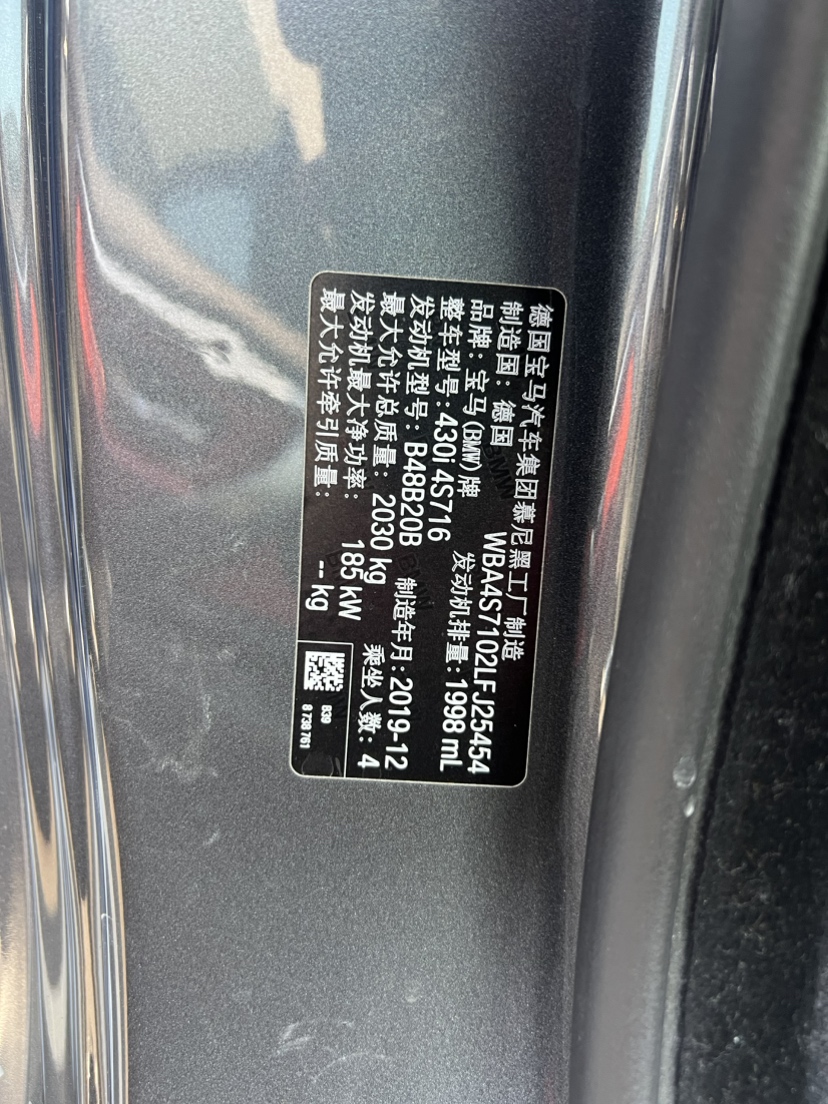 德国宝马汽车集团慕尼黑工厂制造
制造国：德国 WBA4S7102LFJ25454
品牌：宝马(BMW)牌 发动机排量：1998 mL
整车型号：430i 4S716
发动机型号：B48B20B 制造年月：2019-12
最大允许总质量：2030 kg 乘坐人数：4
发动机最大净功率：185 kW
最大允许牵引质量：-- kg
B39
8 738 761